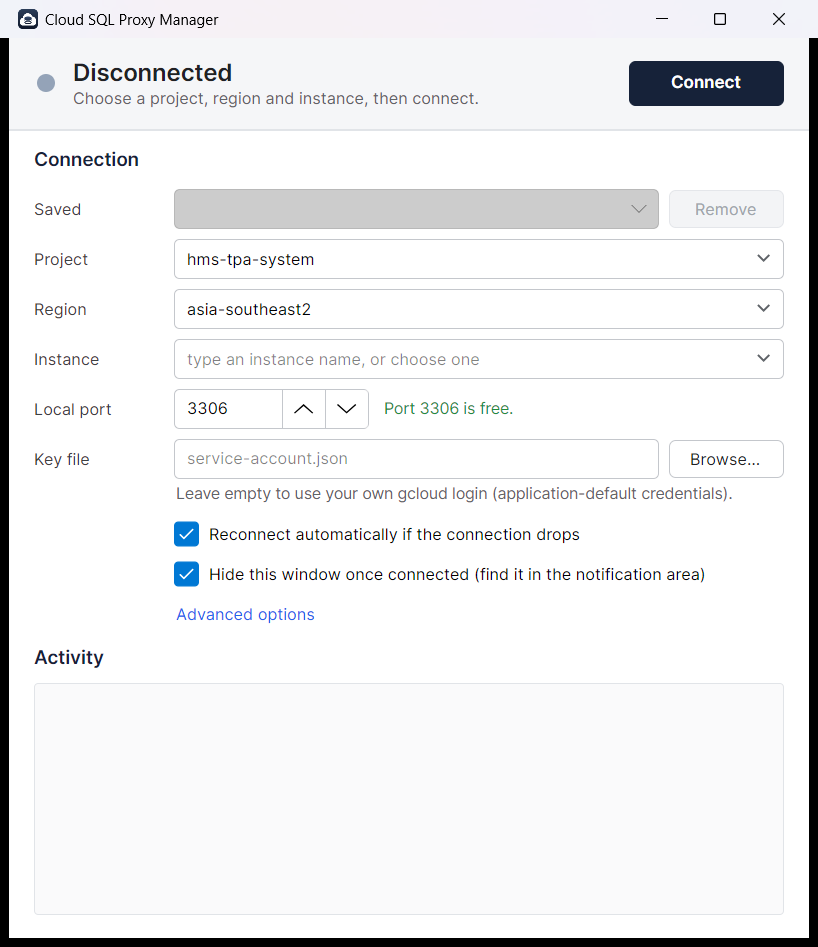 Cloud SQL Proxy Manager
Disconnected
Choose a project, region and instance, then connect.
Connect
Connection
Saved
Remove
Project
hms-tpa-system
Region
asia-southeast2
Instance
type an instance name, or choose one
Local port
3306
Port 3306 is free.
Key file
service-account.json
Browse...
Leave empty to use your own gcloud login (application-default credentials).
Reconnect automatically if the connection drops
Hide this window once connected (find it in the notification area)
Advanced options
Activity